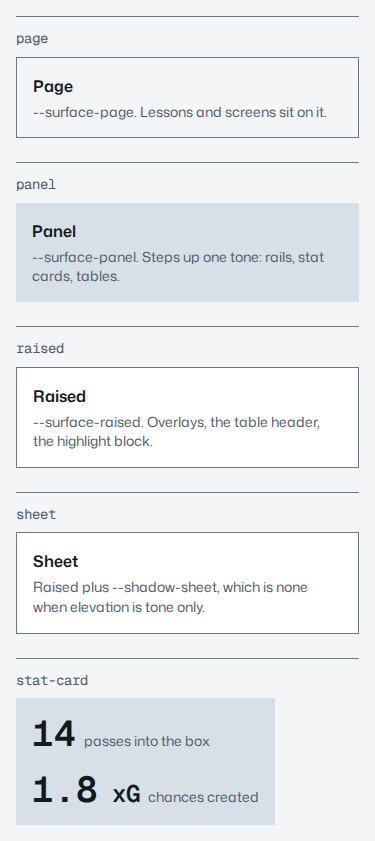 page
Page
--surface-page. Lessons and screens sit on it.
panel
Panel
--surface-panel. Steps up one tone: rails, stat
cards, tables.
raised
Raised
--surface-raised. Overlays, the table header,
the highlight block.
sheet
Sheet
Raised plus --shadow-sheet, which is none
when elevation is tone only.
stat-card
14 passes into the box
1.8 xG chances created